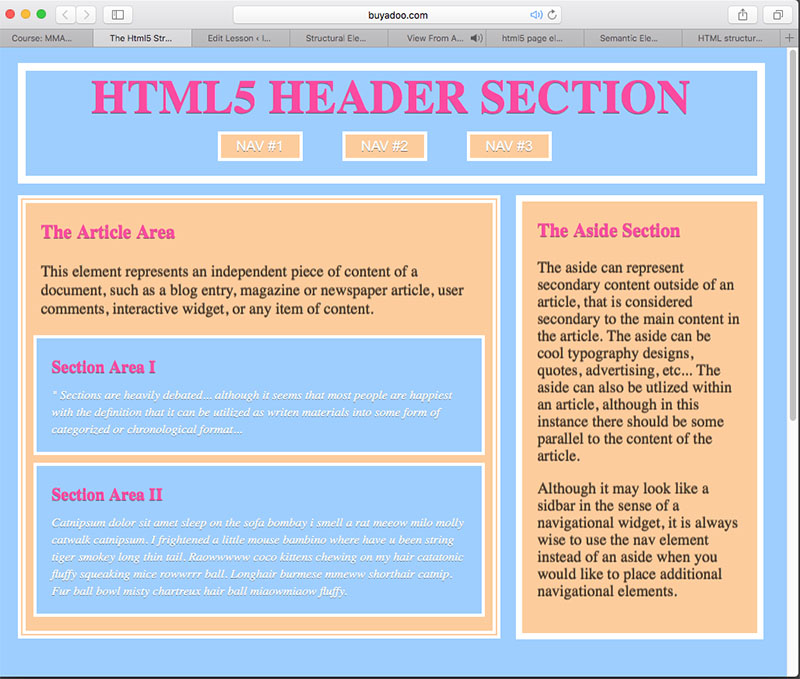 buyadoo.com
Course: MMA...
The Html5 Str...
Edit Lesson ‹ I...
Structural Ele...
View From A...
html5 page el...
Semantic Ele...
HTML structur...
HTML5 HEADER SECTION
NAV #1
NAV #2
NAV #3
The Article Area
This element represents an independent piece of content of a
document, such as a blog entry, magazine or newspaper article, user
comments, interactive widget, or any item of content.
Section Area I
" Sections are heavily debated... although it seems that most people are happiest
with the definition that it can be utilized as writen materials into some form of
categorized or chronological format...
Section Area II
Catnipsum dolor sit amet sleep on the sofa bombay i smell a rat meeow milo molly
catwalk catnipsum. I frightened a little mouse bambino where have u been string
tiger smokey long thin tail. Raowwwww coco kittens chewing on my hair catatonic
fluffy squeaking mice rowwrrr ball. Longhair burmese mmeww shorthair catnip.
Fur ball bowl misty chartreux hair ball miaowmiaow fluffy.
The Aside Section
The aside can represent
secondary content outside of an
article, that is considered
secondary to the main content in
the article. The aside can be
cool typography designs,
quotes, advertising, etc... The
aside can also be utlized within
an article, although in this
instance there should be some
parallel to the content of the
article.
Although it may look like a
sidbar in the sense of a
navigational widget, it is always
wise to use the nav element
instead of an aside when you
would like to place additional
navigational elements.